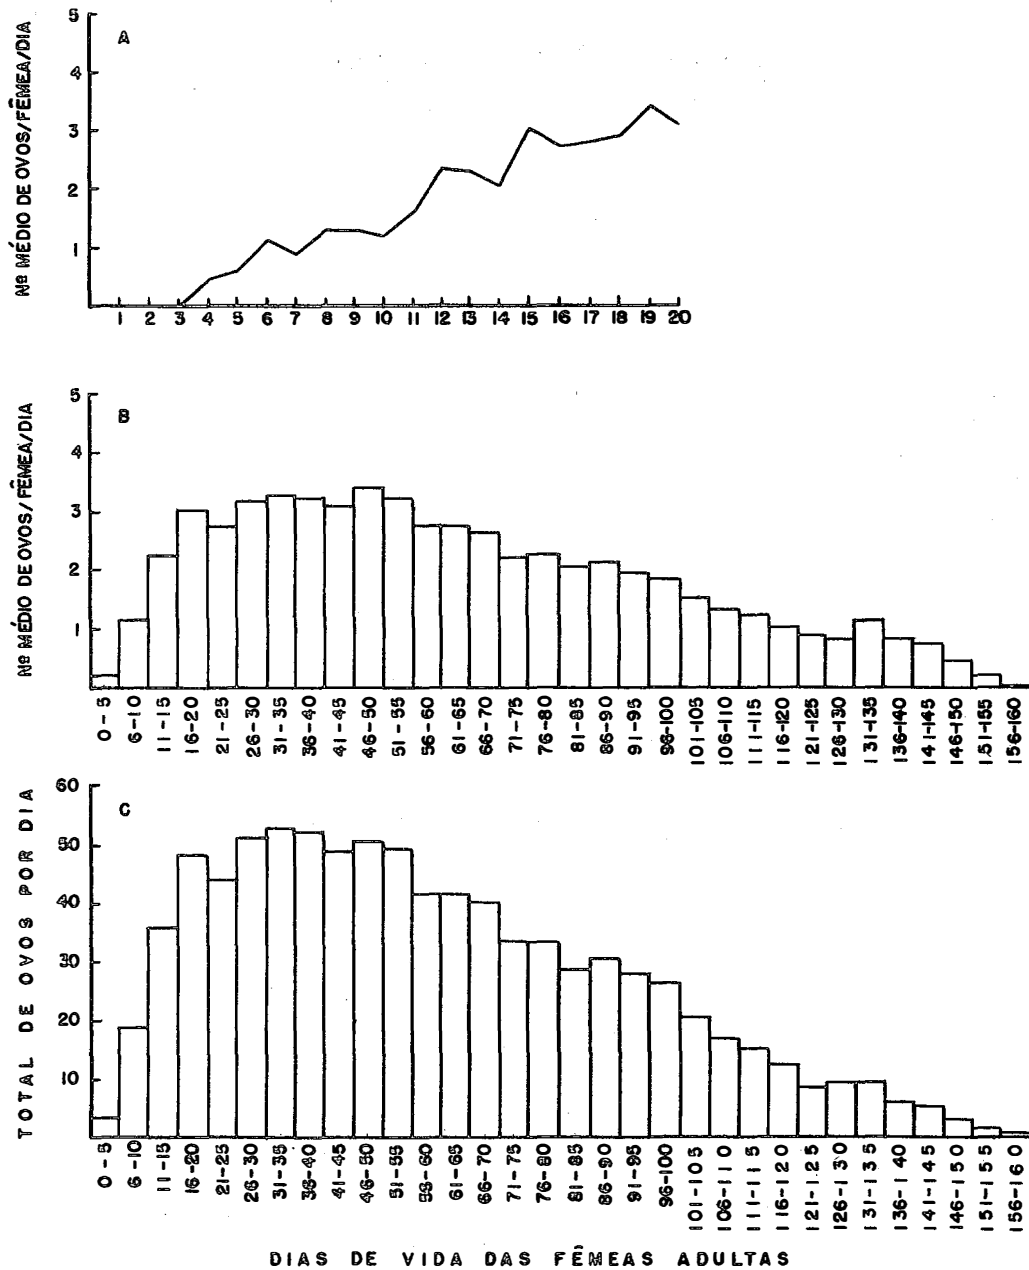 A
Nº MÉDIO DE OVOS/FÊMEA/DIA
5
4
3
2
1
1 2 3 4 5 6 7 8 9 10 11 12 13 14 15 16 17 18 19 20
B
Nº MÉDIO DE OVOS/FÊMEA/DIA
5
4
3
2
1
0-5 6-10 11-15 16-20 21-25 26-30 31-35 36-40 41-45 46-50 51-55 56-60 61-65 66-70 71-75 76-80 81-85 86-90 91-95 96-100 101-105 106-110 111-115 116-120 121-125 126-130 131-135 136-140 141-145 146-150 151-155 156-160
C
TOTAL DE OVOS POR DIA
60
50
40
30
20
10
0-5 6-10 11-15 16-20 21-25 26-30 31-35 36-40 41-45 46-50 51-55 56-60 61-65 66-70 71-75 76-80 81-85 86-90 91-95 96-100 101-105 106-110 111-115 116-120 121-125 126-130 131-135 136-140 141-145 146-150 151-155 156-160
DIAS DE VIDA DAS FÊMEAS ADULTAS